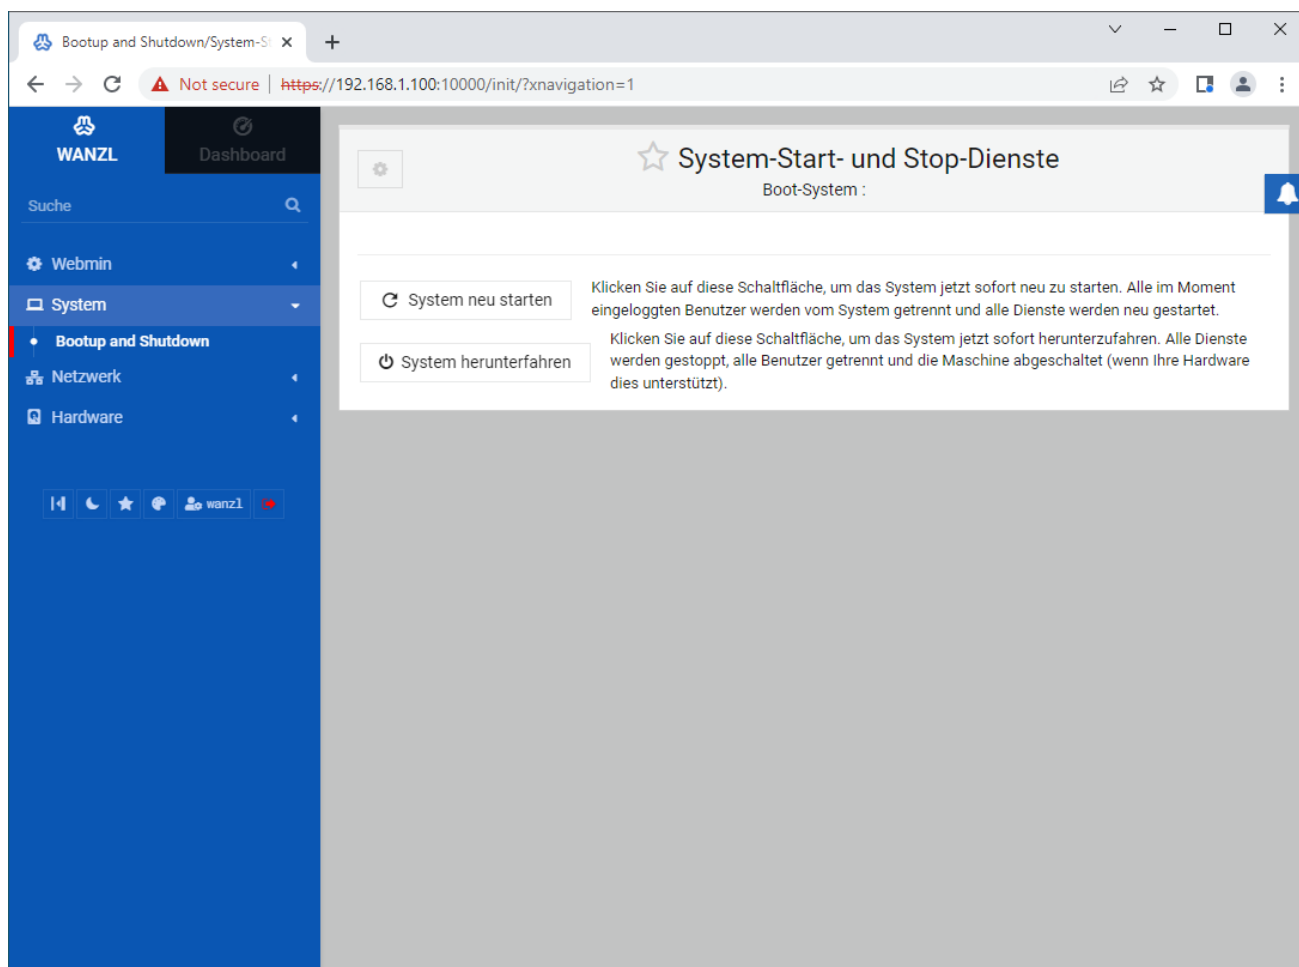 Bootup and Shutdown/System-S
Not secure | https://192.168.1.100:10000/init/?xnavigation=1
WANZL
Dashboard
Suche
Webmin
System
Bootup and Shutdown
Netzwerk
Hardware
wanzl
System-Start- und Stop-Dienste
Boot-System :
System neu starten
Klicken Sie auf diese Schaltfläche, um das System jetzt sofort neu zu starten. Alle im Moment
eingeloggten Benutzer werden vom System getrennt und alle Dienste werden neu gestartet.
System herunterfahren
Klicken Sie auf diese Schaltfläche, um das System jetzt sofort herunterzufahren. Alle Dienste
werden gestoppt, alle Benutzer getrennt und die Maschine abgeschaltet (wenn Ihre Hardware
dies unterstützt).